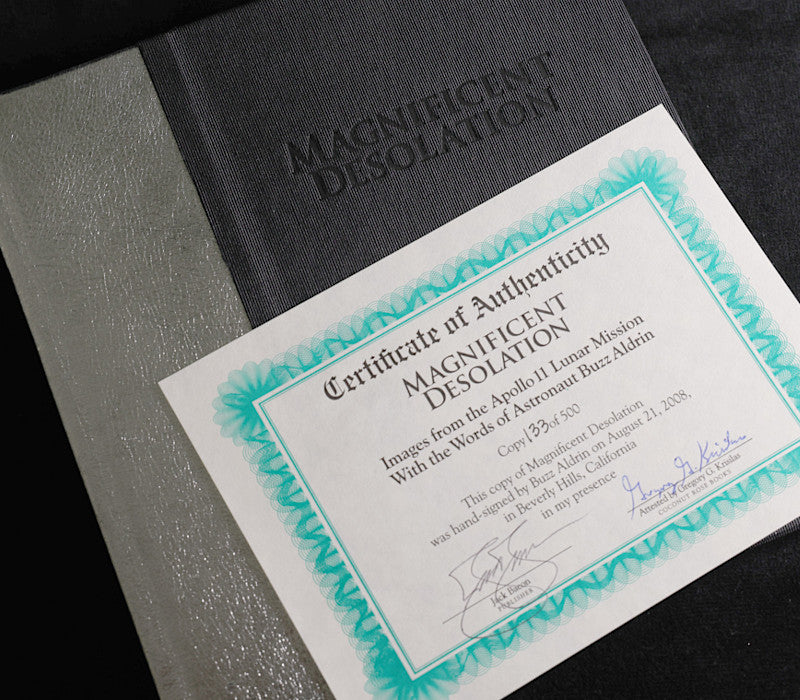 MAGNIFICENT
DESOLATION
Certificate of Authenticity
MAGNIFICENT
DESOLATION
Images from the Apollo 11 Lunar Mission
With the Words of Astronaut Buzz Aldrin
Copy 133 of 500
This copy of Magnificent Desolation
was hand-signed by Buzz Aldrin on August 21, 2008,
in Beverly Hills, California
in my presence
Attested by Gregory G. Krisilas
COCONUT ROSE BOOKS
Jack Bacon
PUBLISHER